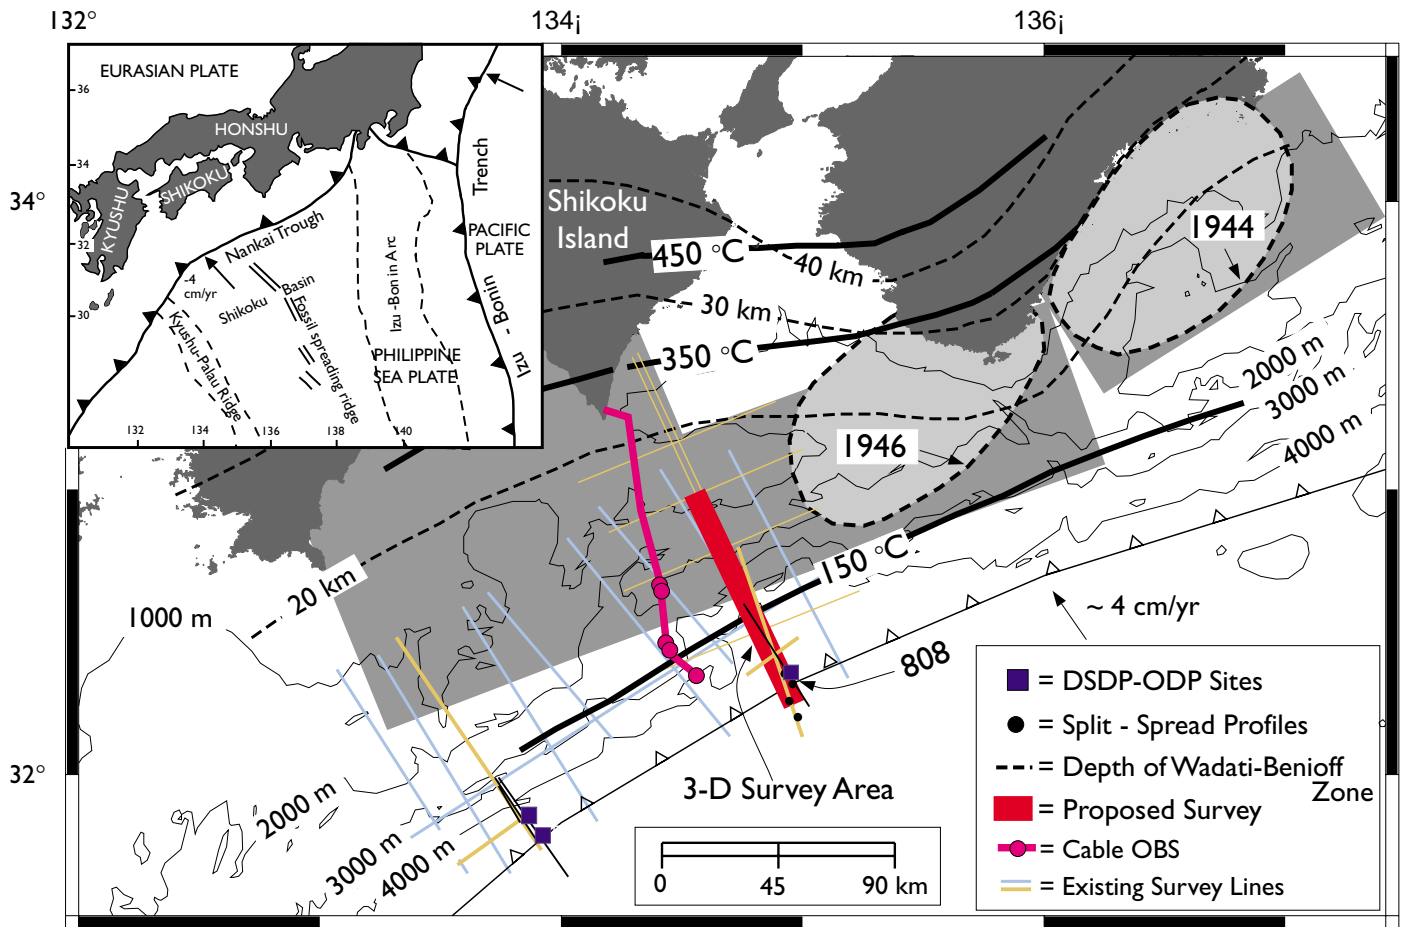 132°
134¡
136¡
34°
32°
EURASIAN PLATE
36
34
32
30
HONSHU
SHIKOKU
KYUSHU
Nankai Trough
-4
cm/yr
Shikoku
Basin
Fossil spreading ridge
Kyushu-Palau Ridge
Izu -Bonin Arc
PHILIPPINE
SEA PLATE
PACIFIC
PLATE
Izu - Bonin Trench
132
134
136
138
140
Shikoku
Island
450 °C
40 km
30 km
350 °C
1944
1946
2000 m
3000 m
4000 m
150 °C
20 km
1000 m
~ 4 cm/yr
808
3-D Survey Area
2000 m
3000 m
4000 m
0 45 90 km
= DSDP-ODP Sites
= Split - Spread Profiles
= Depth of Wadati-Benioff
Zone
= Proposed Survey
= Cable OBS
= Existing Survey Lines